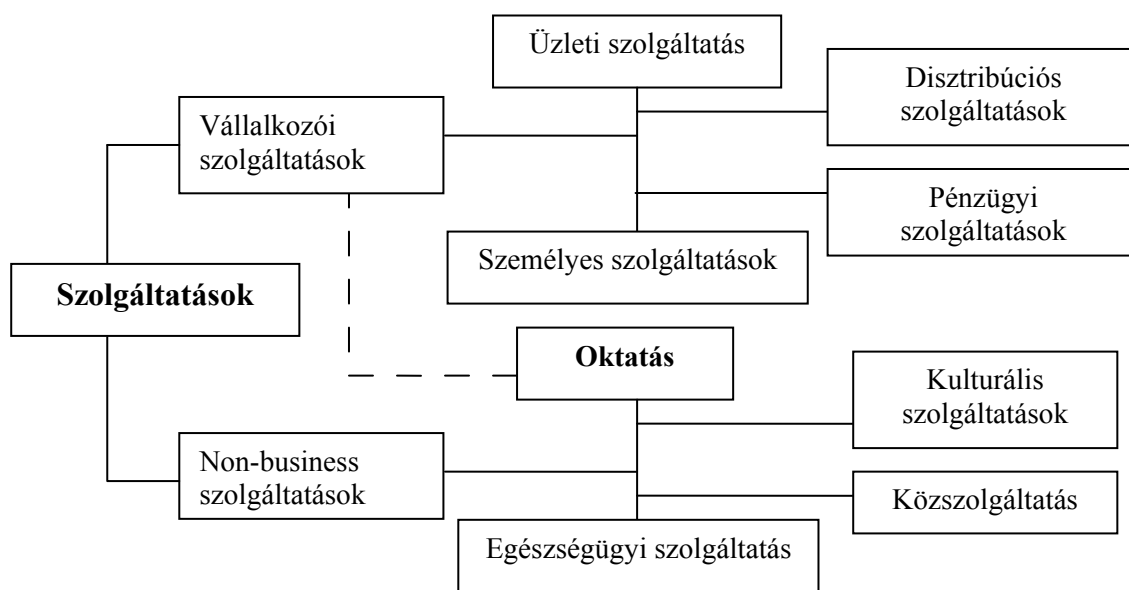 Üzleti szolgáltatás
Disztribúciós
szolgáltatások
Vállalkozói
szolgáltatások
Pénzügyi
szolgáltatások
Személyes szolgáltatások
Szolgáltatások
Oktatás
Kulturális
szolgáltatások
Non-business
szolgáltatások
Közszolgáltatás
Egészségügyi szolgáltatás